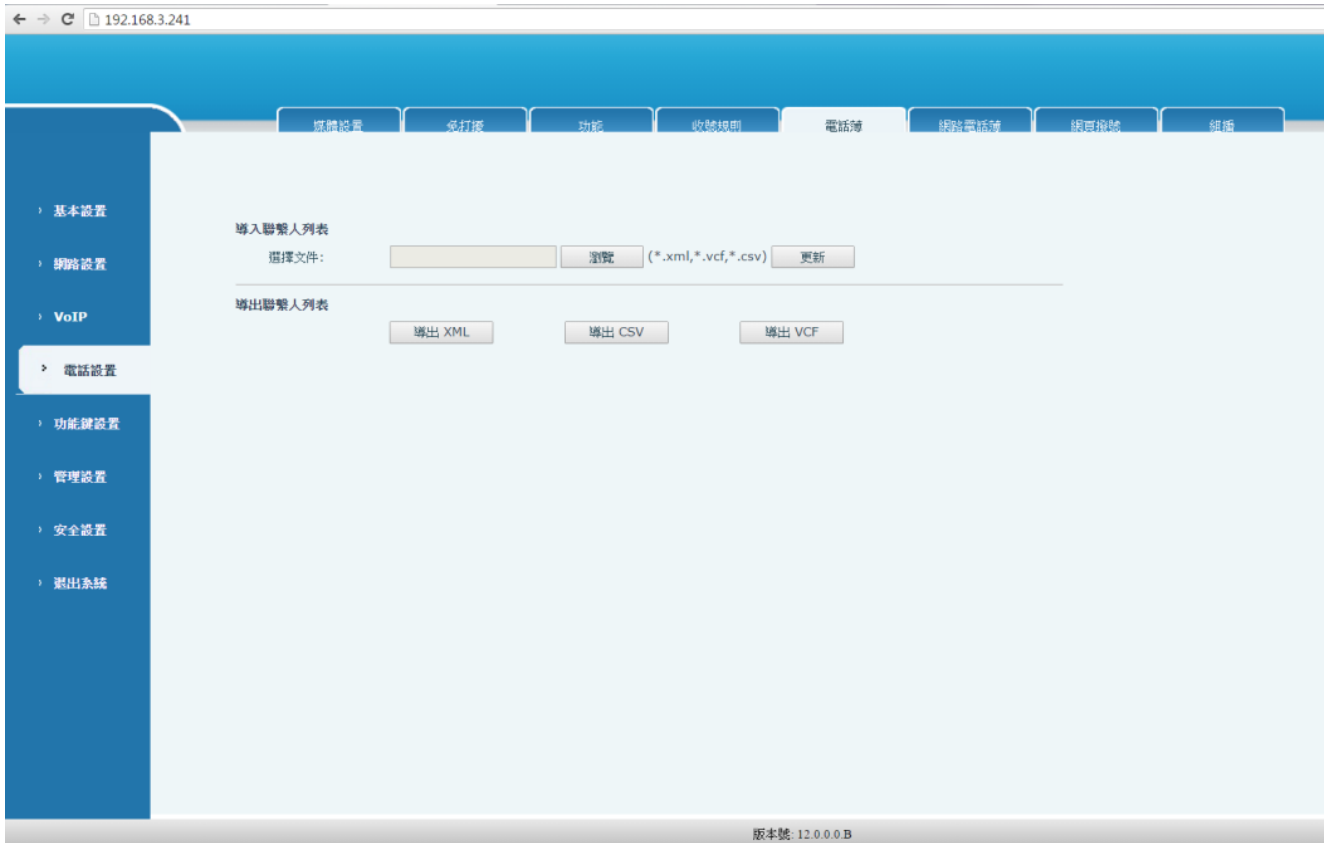 192.168.3.241
媒體設置 免打擾 功能 收號規則 電話簿 網路電話簿 網頁撥號 組播
基本設置
網路設置
VoIP
電話設置
功能鍵設置
管理設置
安全設置
退出系統
導入聯繫人列表
選擇文件: 瀏覽 (*.xml,*.vcf,*.csv) 更新
導出聯繫人列表
導出 XML 導出 CSV 導出 VCF
版本號: 12.0.0.0.B